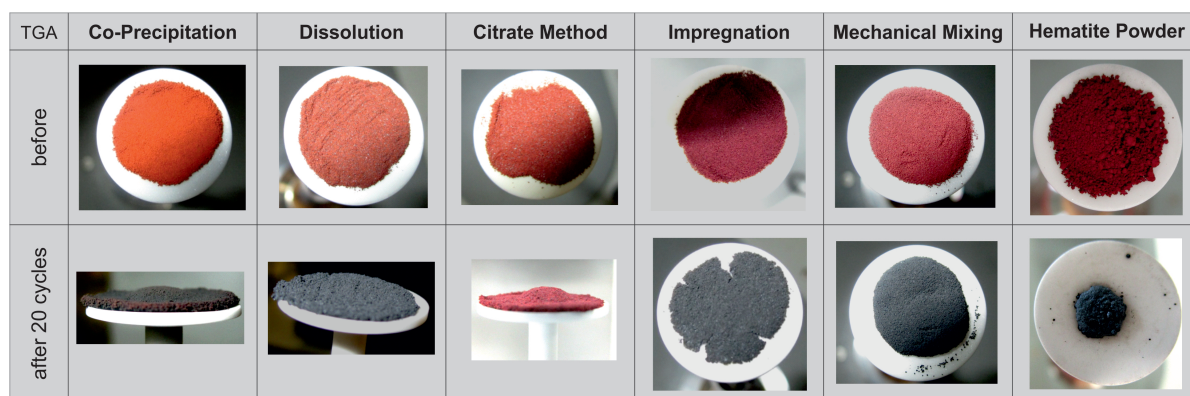 TGA
Co-Precipitation
Dissolution
Citrate Method
Impregnation
Mechanical Mixing
Hematite Powder
before
after 20 cycles